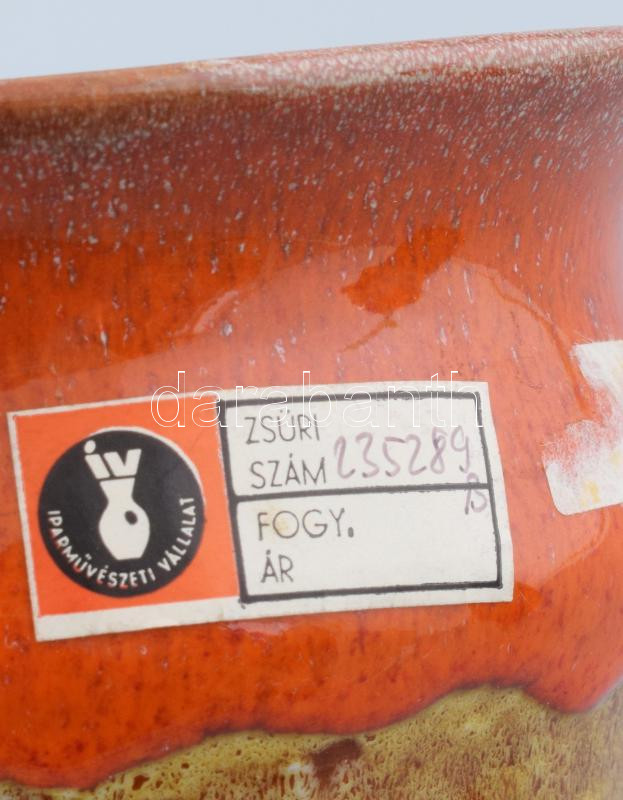 darabanth
iv
IPARMŰVÉSZETI VÁLLALAT
ZSŰRI
SZÁM 235289
B
FOGY.
ÁR